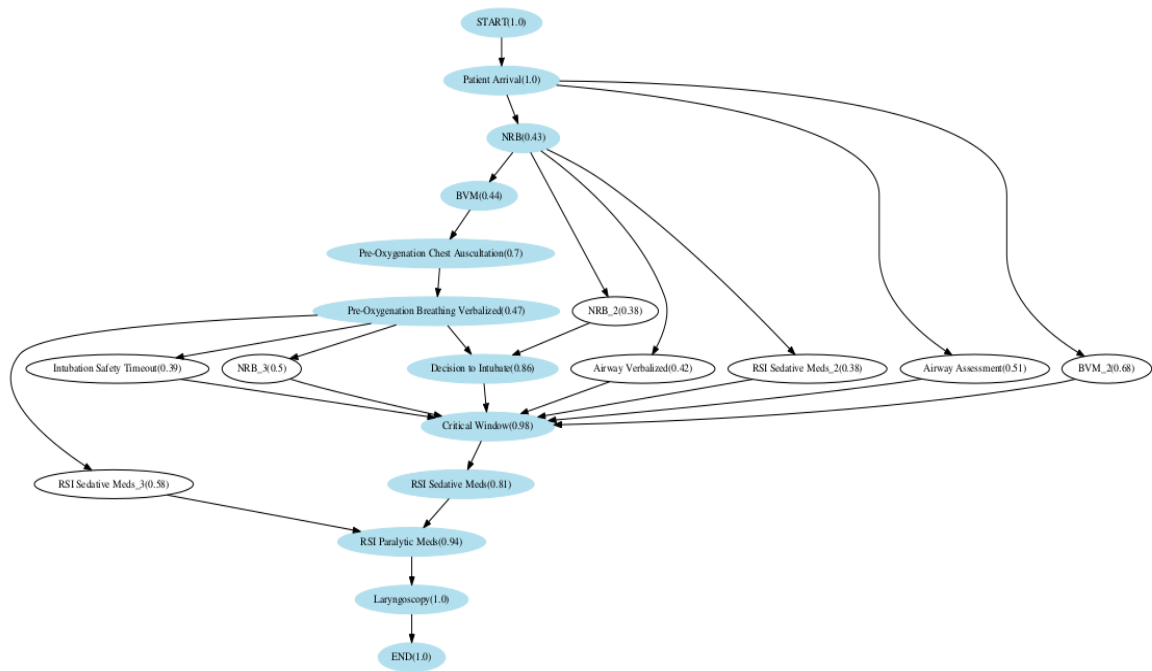 START(1.0)
Patient Arrival(1.0)
NRB(0.43)
BVM(0.44)
Pre-Oxygenation Chest Auscultation(0.7)
Pre-Oxygenation Breathing Verbalized(0.47)
NRB_2(0.38)
Intubation Safety Timeout(0.39)
NRB_3(0.5)
Decision to Intubate(0.86)
Airway Verbalized(0.42)
RSI Sedative Meds_2(0.38)
Airway Assessment(0.51)
BVM_2(0.68)
Critical Window(0.98)
RSI Sedative Meds_3(0.58)
RSI Sedative Meds(0.81)
RSI Paralytic Meds(0.94)
Laryngoscopy(1.0)
END(1.0)